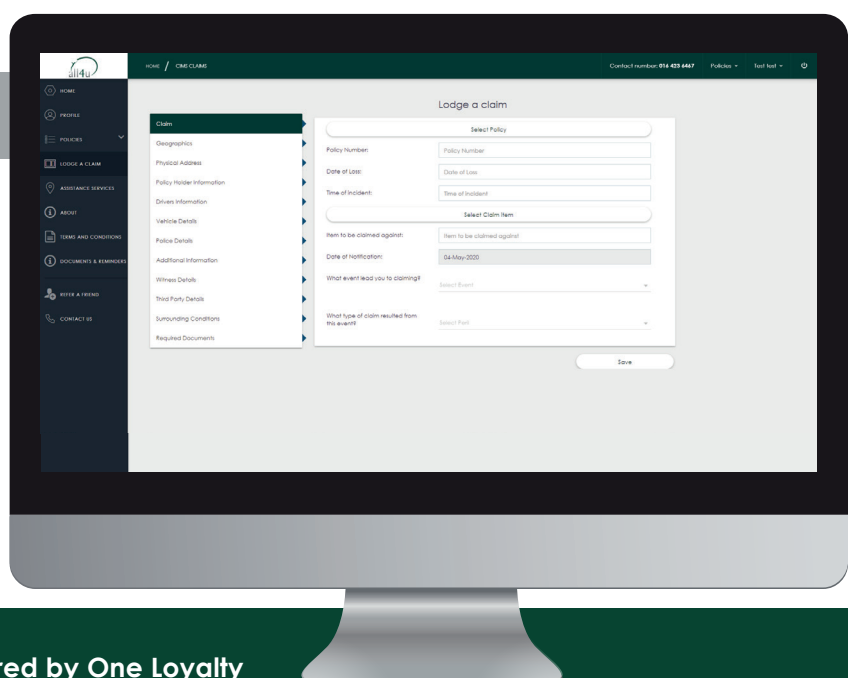 all4u
HOME / CIMS CLAIMS
Contact number: 016 423 6467
Policies
Test test
HOME
PROFILE
POLICIES
LODGE A CLAIM
ASSISTANCE SERVICES
ABOUT
TERMS AND CONDITIONS
DOCUMENTS & REMINDERS
REFER A FRIEND
CONTACT US
Claim
Geographics
Physical Address
Policy Holder Information
Drivers Information
Vehicle Details
Police Details
Additional Information
Witness Details
Third Party Details
Surrounding Conditions
Required Documents
Lodge a claim
Select Policy
Policy Number: Policy Number
Date of Loss: Date of Loss
Time of Incident: Time of Incident
Select Claim Item
Item to be claimed against: Item to be claimed against
Date of Notification: 04-May-2020
What event lead you to claiming? Select Event
What type of claim resulted from
this event? Select Part
Save
red by One Loyalty